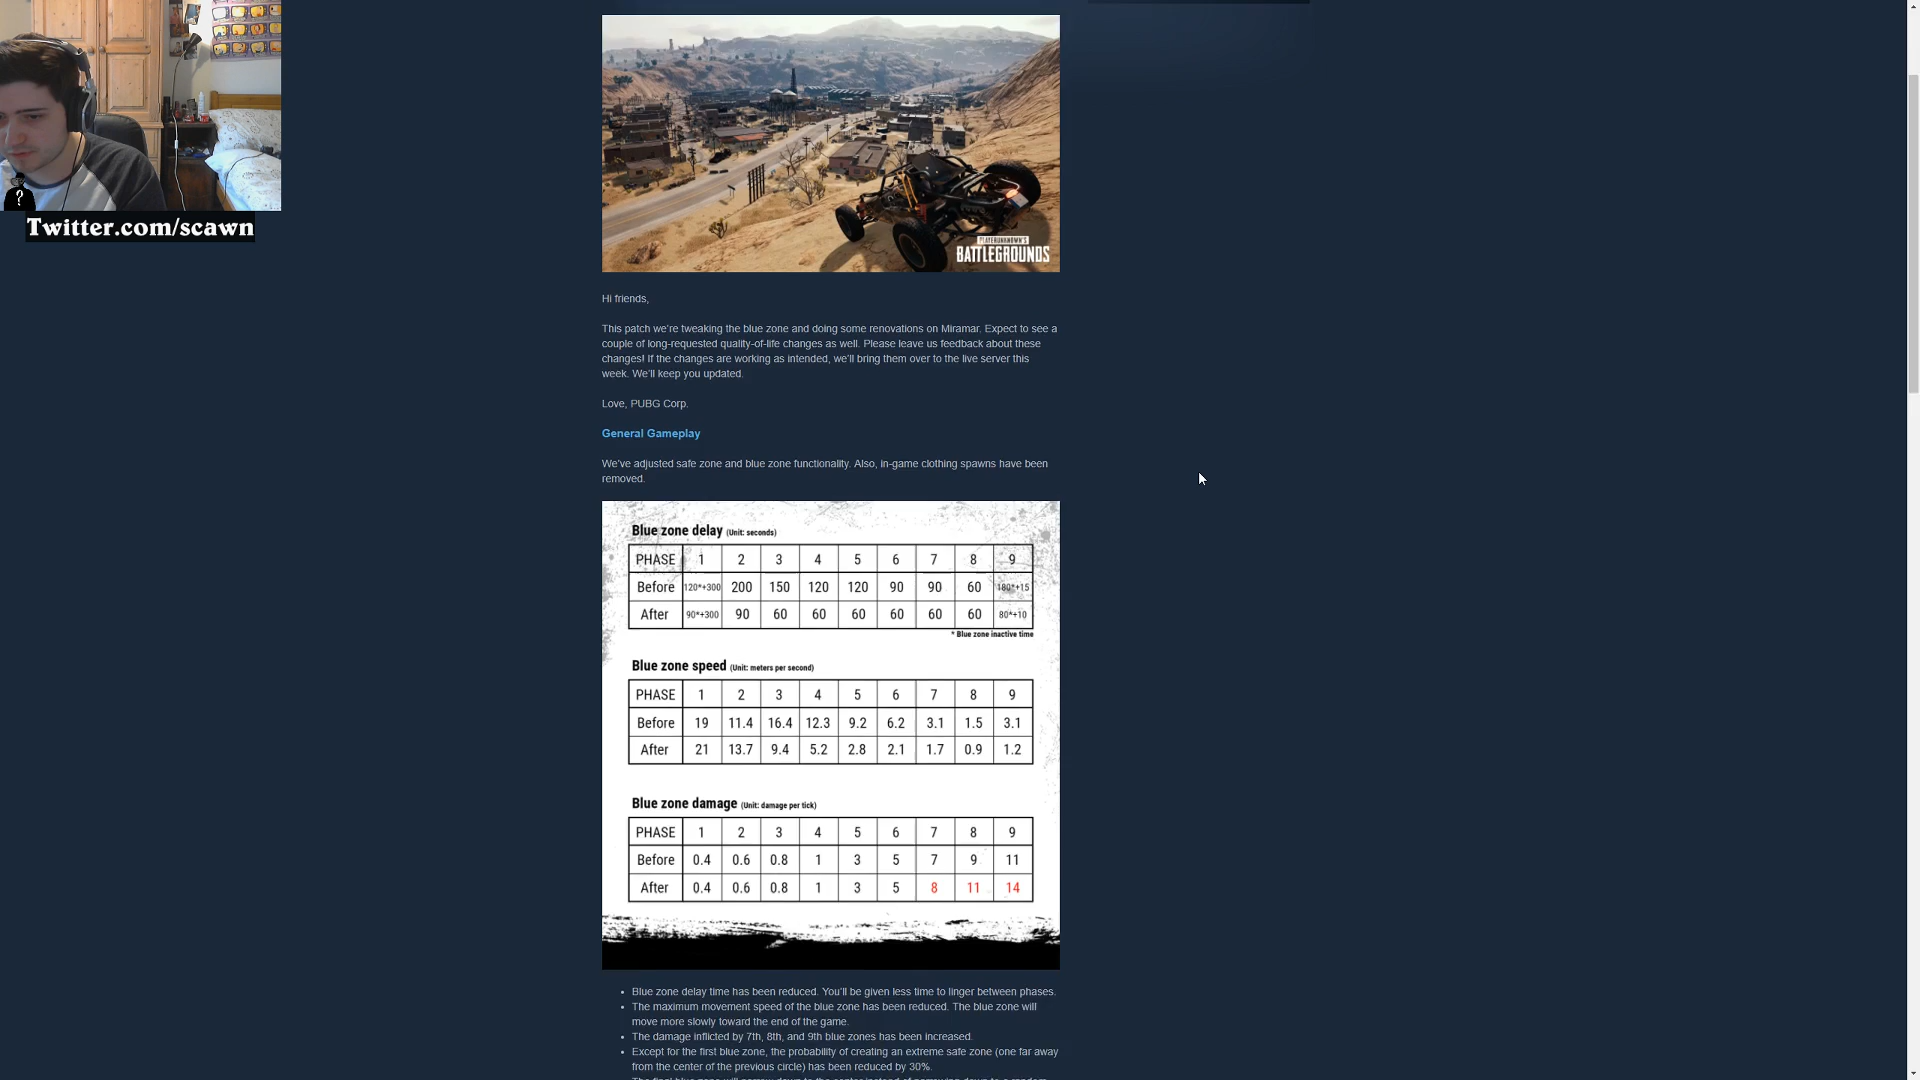 Twitter.com/scawn
PLAYERUNKNOWN'S
BATTLEGROUNDS
Hi friends,
This patch we're tweaking the blue zone and doing some renovations on Miramar. Expect to see a
couple of long-requested quality-of-life changes as well. Please leave us feedback about these
changes! If the changes are working as intended, we'll bring them over to the live server this
week. We'll keep you updated.
Love, PUBG Corp.
General Gameplay
We've adjusted safe zone and blue zone functionality. Also, in-game clothing spawns have been
removed.
Blue zone delay (Unit: seconds)
PHASE 1 2 3 4 5 6 7 8 9
Before 120*+300 200 150 120 120 90 90 60 180*+15
After 90*+300 90 60 60 60 60 60 60 80*+10
* Blue zone inactive time
Blue zone speed (Unit: meters per second)
PHASE 1 2 3 4 5 6 7 8 9
Before 19 11.4 16.4 12.3 9.2 6.2 3.1 1.5 3.1
After 21 13.7 9.4 5.2 2.8 2.1 1.7 0.9 1.2
Blue zone damage (Unit: damage per tick)
PHASE 1 2 3 4 5 6 7 8 9
Before 0.4 0.6 0.8 1 3 5 7 9 11
After 0.4 0.6 0.8 1 3 5 8 11 14
• Blue zone delay time has been reduced. You'll be given less time to linger between phases.
• The maximum movement speed of the blue zone has been reduced. The blue zone will
move more slowly toward the end of the game.
• The damage inflicted by 7th, 8th, and 9th blue zones has been increased.
• Except for the first blue zone, the probability of creating an extreme safe zone (one far away
from the center of the previous circle) has been reduced by 30%.